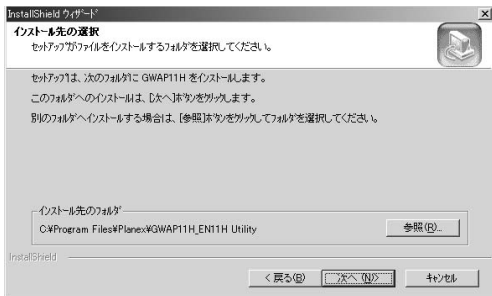 InstallShield ウィザード
インストール先の選択
セットアップがファイルをインストールするフォルダを選択してください。
セットアップは、次のフォルダに GWAP11H をインストールします。
このフォルダへのインストールは、[次へ]ボタンをクリックします。
別のフォルダへインストールする場合は、[参照]ボタンをクリックしてフォルダを選択してください。
インストール先のフォルダ
C:¥Program Files¥Planex¥GWAP11H_EN11H Utility
参照(R)...
InstallShield
< 戻る(B)
次へ (N)>
キャンセル